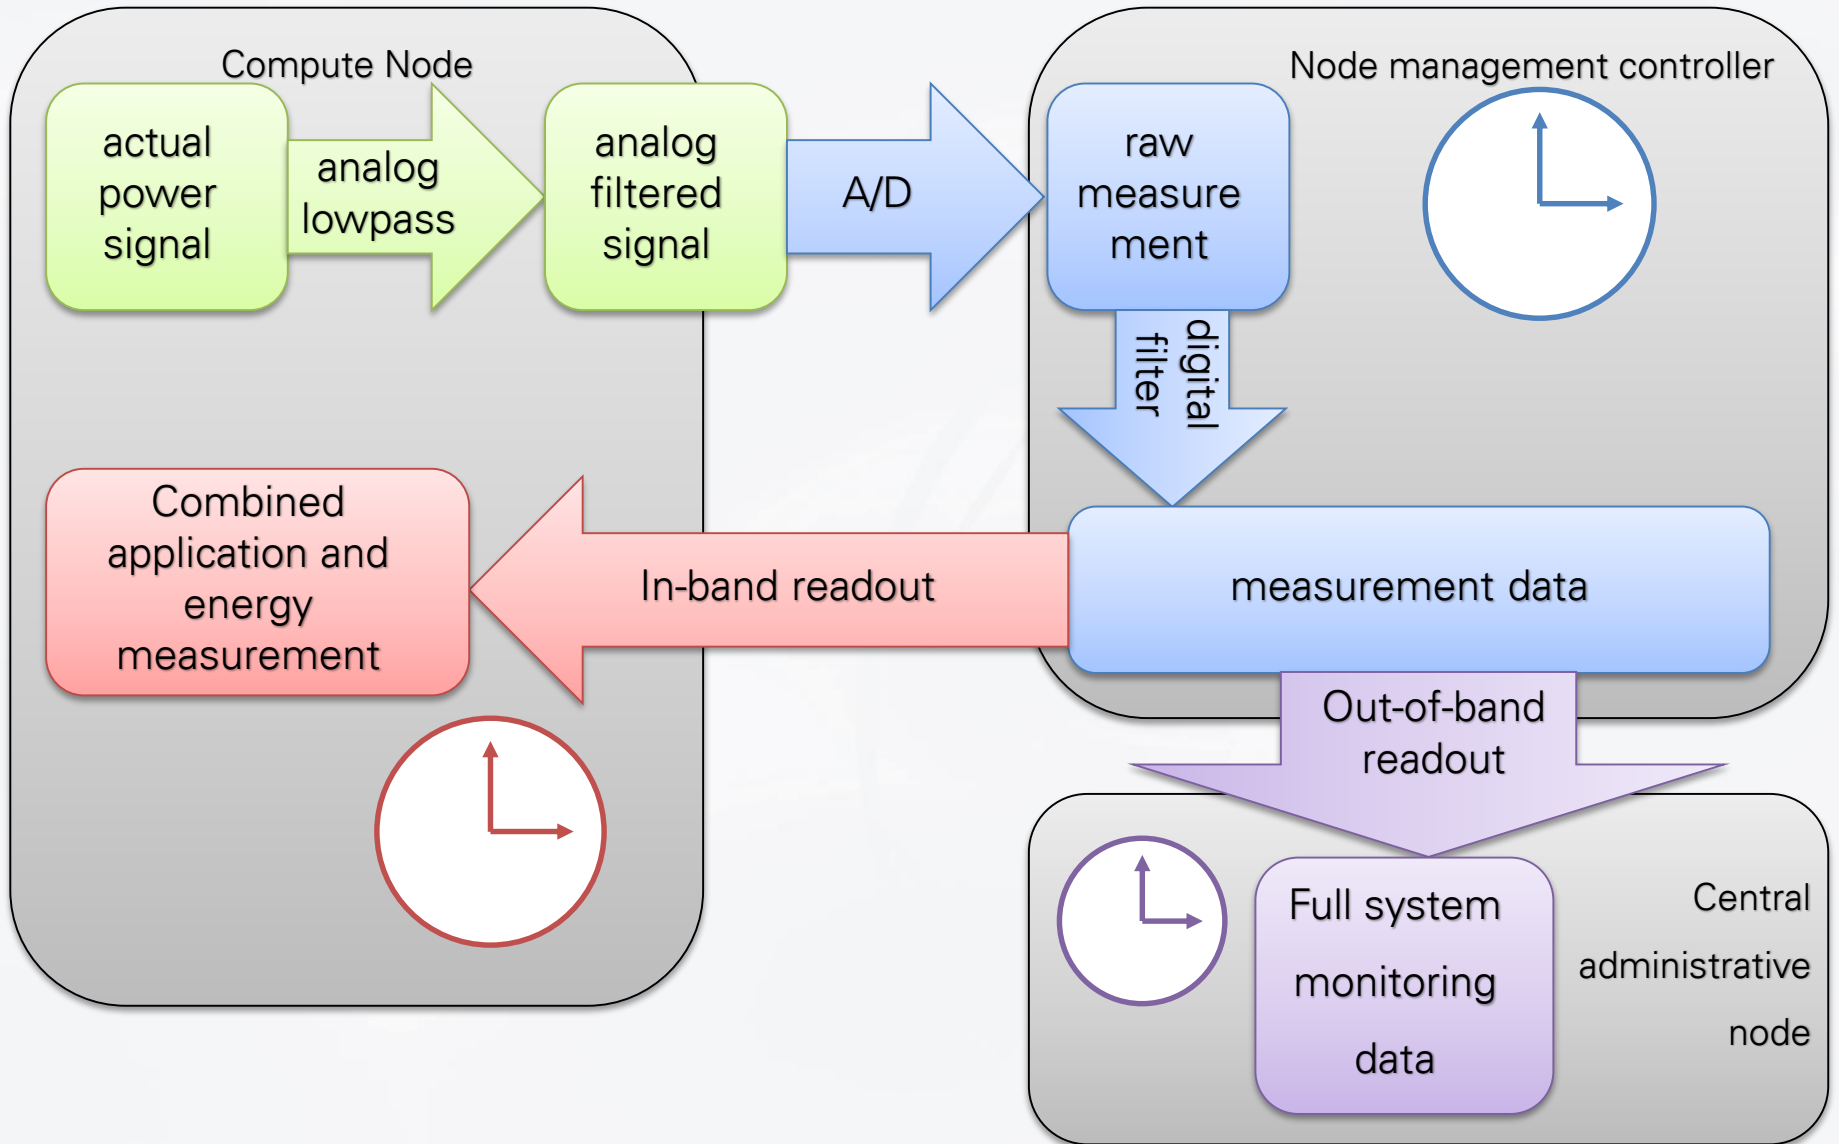 Compute Node
actual
power
signal
analog
lowpass
analog
filtered
signal
A/D
Node management controller
raw
measure
ment
digital
filter
measurement data
In-band readout
Combined
application and
energy
measurement
Out-of-band
readout
Full system
monitoring
data
Central
administrative
node